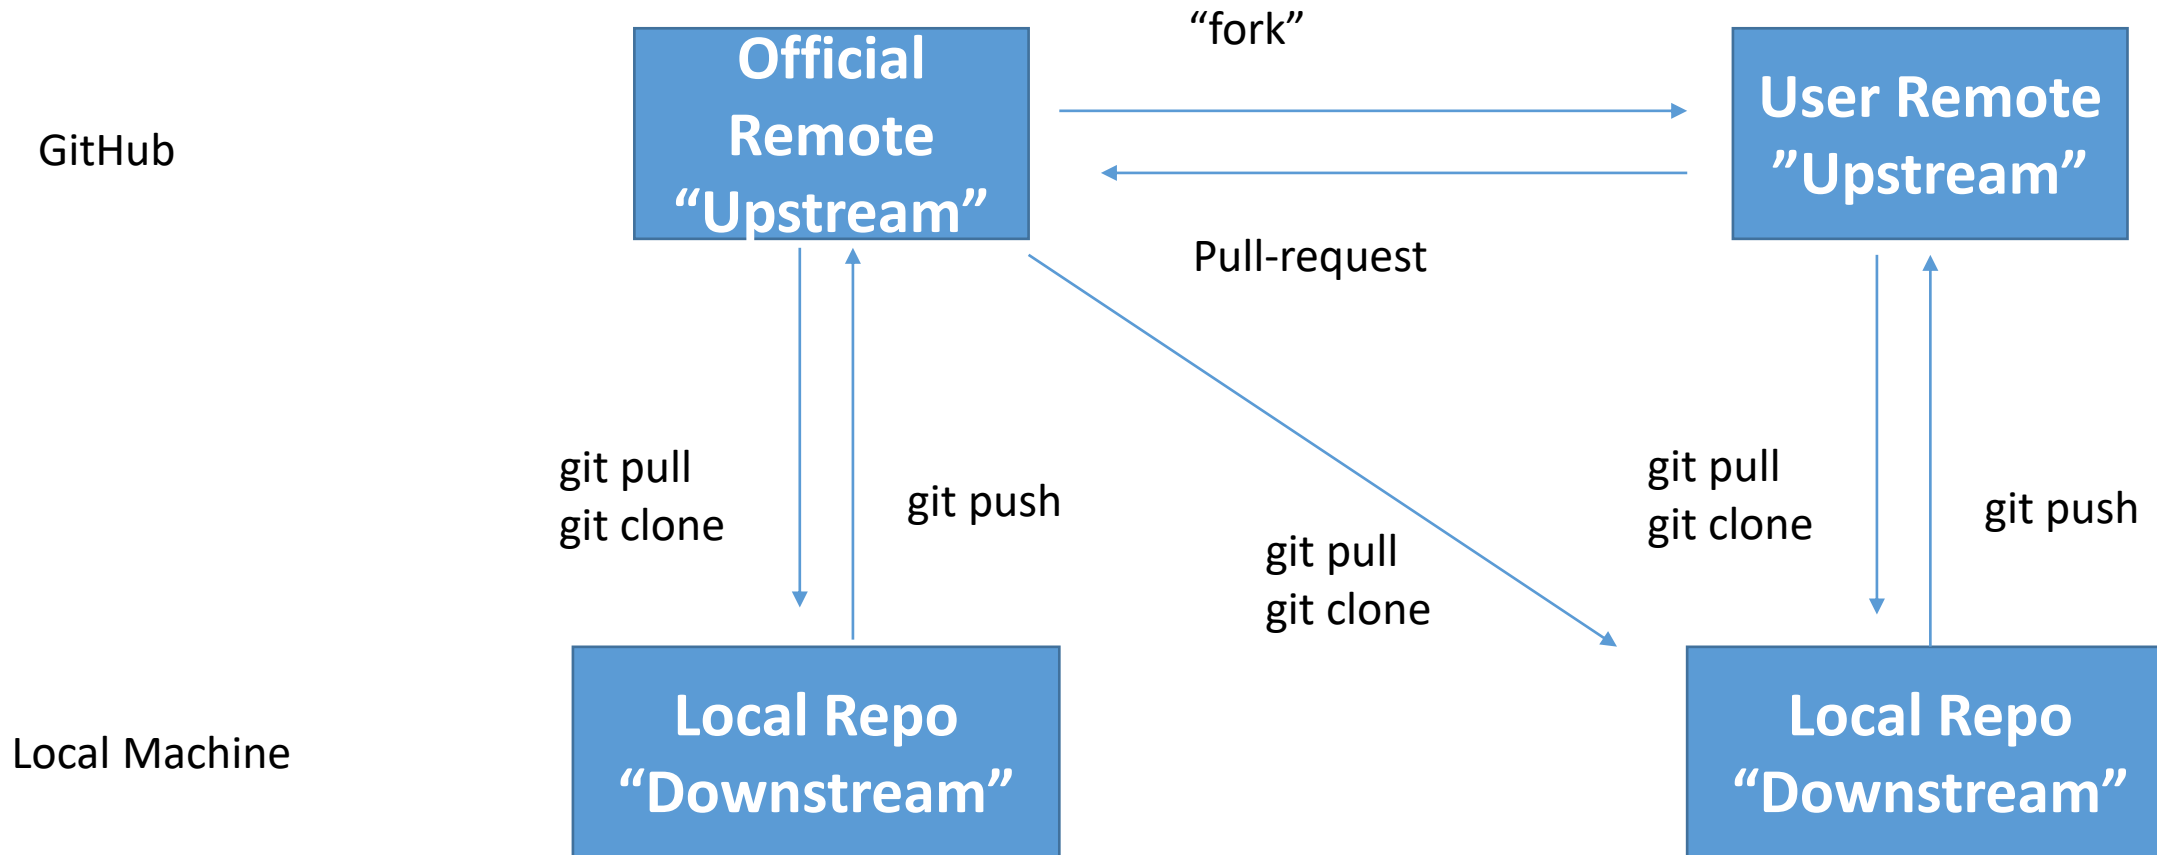 “fork”
Official
Remote
“Upstream”
User Remote
”Upstream”
GitHub
Pull-request
git pull
git clone
git push
git pull
git clone
git pull
git clone
git push
Local Machine
Local Repo
“Downstream”
Local Repo
“Downstream”